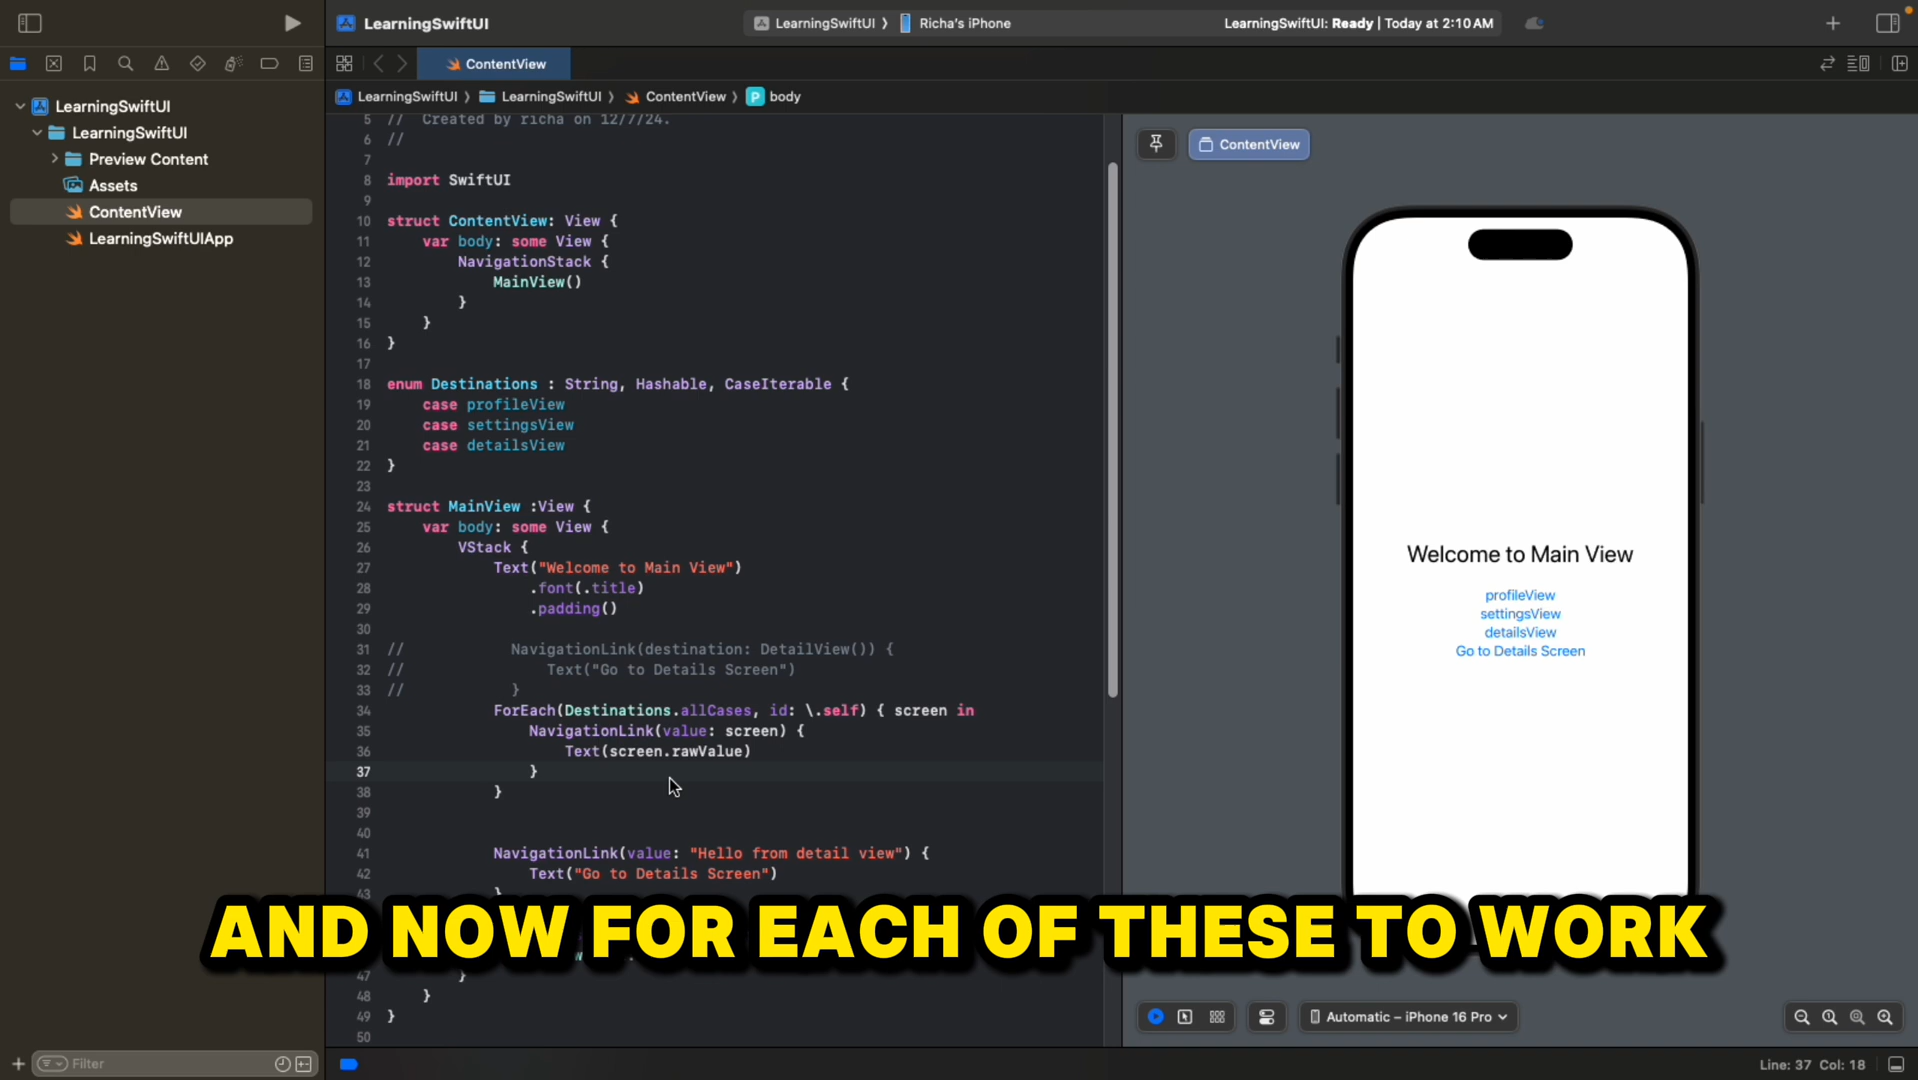 LearningSwiftUI
LearningSwiftUI 〉 Richa's iPhone
LearningSwiftUI: Ready | Today at 2:10 AM
ContentView
LearningSwiftUI 〉 LearningSwiftUI 〉 ContentView 〉 P body
LearningSwiftUI
LearningSwiftUI
Preview Content
Assets
ContentView
LearningSwiftUIApp
5 // Created by richa on 12/7/24.
6 //
7
8 import SwiftUI
9
10 struct ContentView: View {
11 var body: some View {
12 NavigationStack {
13 MainView()
14 }
15 }
16 }
17
18 enum Destinations : String, Hashable, CaseIterable {
19 case profileView
20 case settingsView
21 case detailsView
22 }
23
24 struct MainView :View {
25 var body: some View {
26 VStack {
27 Text("Welcome to Main View")
28 .font(.title)
29 .padding()
30
31 // NavigationLink(destination: DetailView()) {
32 // Text("Go to Details Screen")
33 // }
34 ForEach(Destinations.allCases, id: \.self) { screen in
35 NavigationLink(value: screen) {
36 Text(screen.rawValue)
37 }
38 }
39
40
41 NavigationLink(value: "Hello from detail view") {
42 Text("Go to Details Screen")
43 }
47 }
48 }
49 }
50
ContentView
Welcome to Main View
profileView
settingsView
detailsView
Go to Details Screen
AND NOW FOR EACH OF THESE TO WORK
Automatic – iPhone 16 Pro
Filter
Line: 37 Col: 18